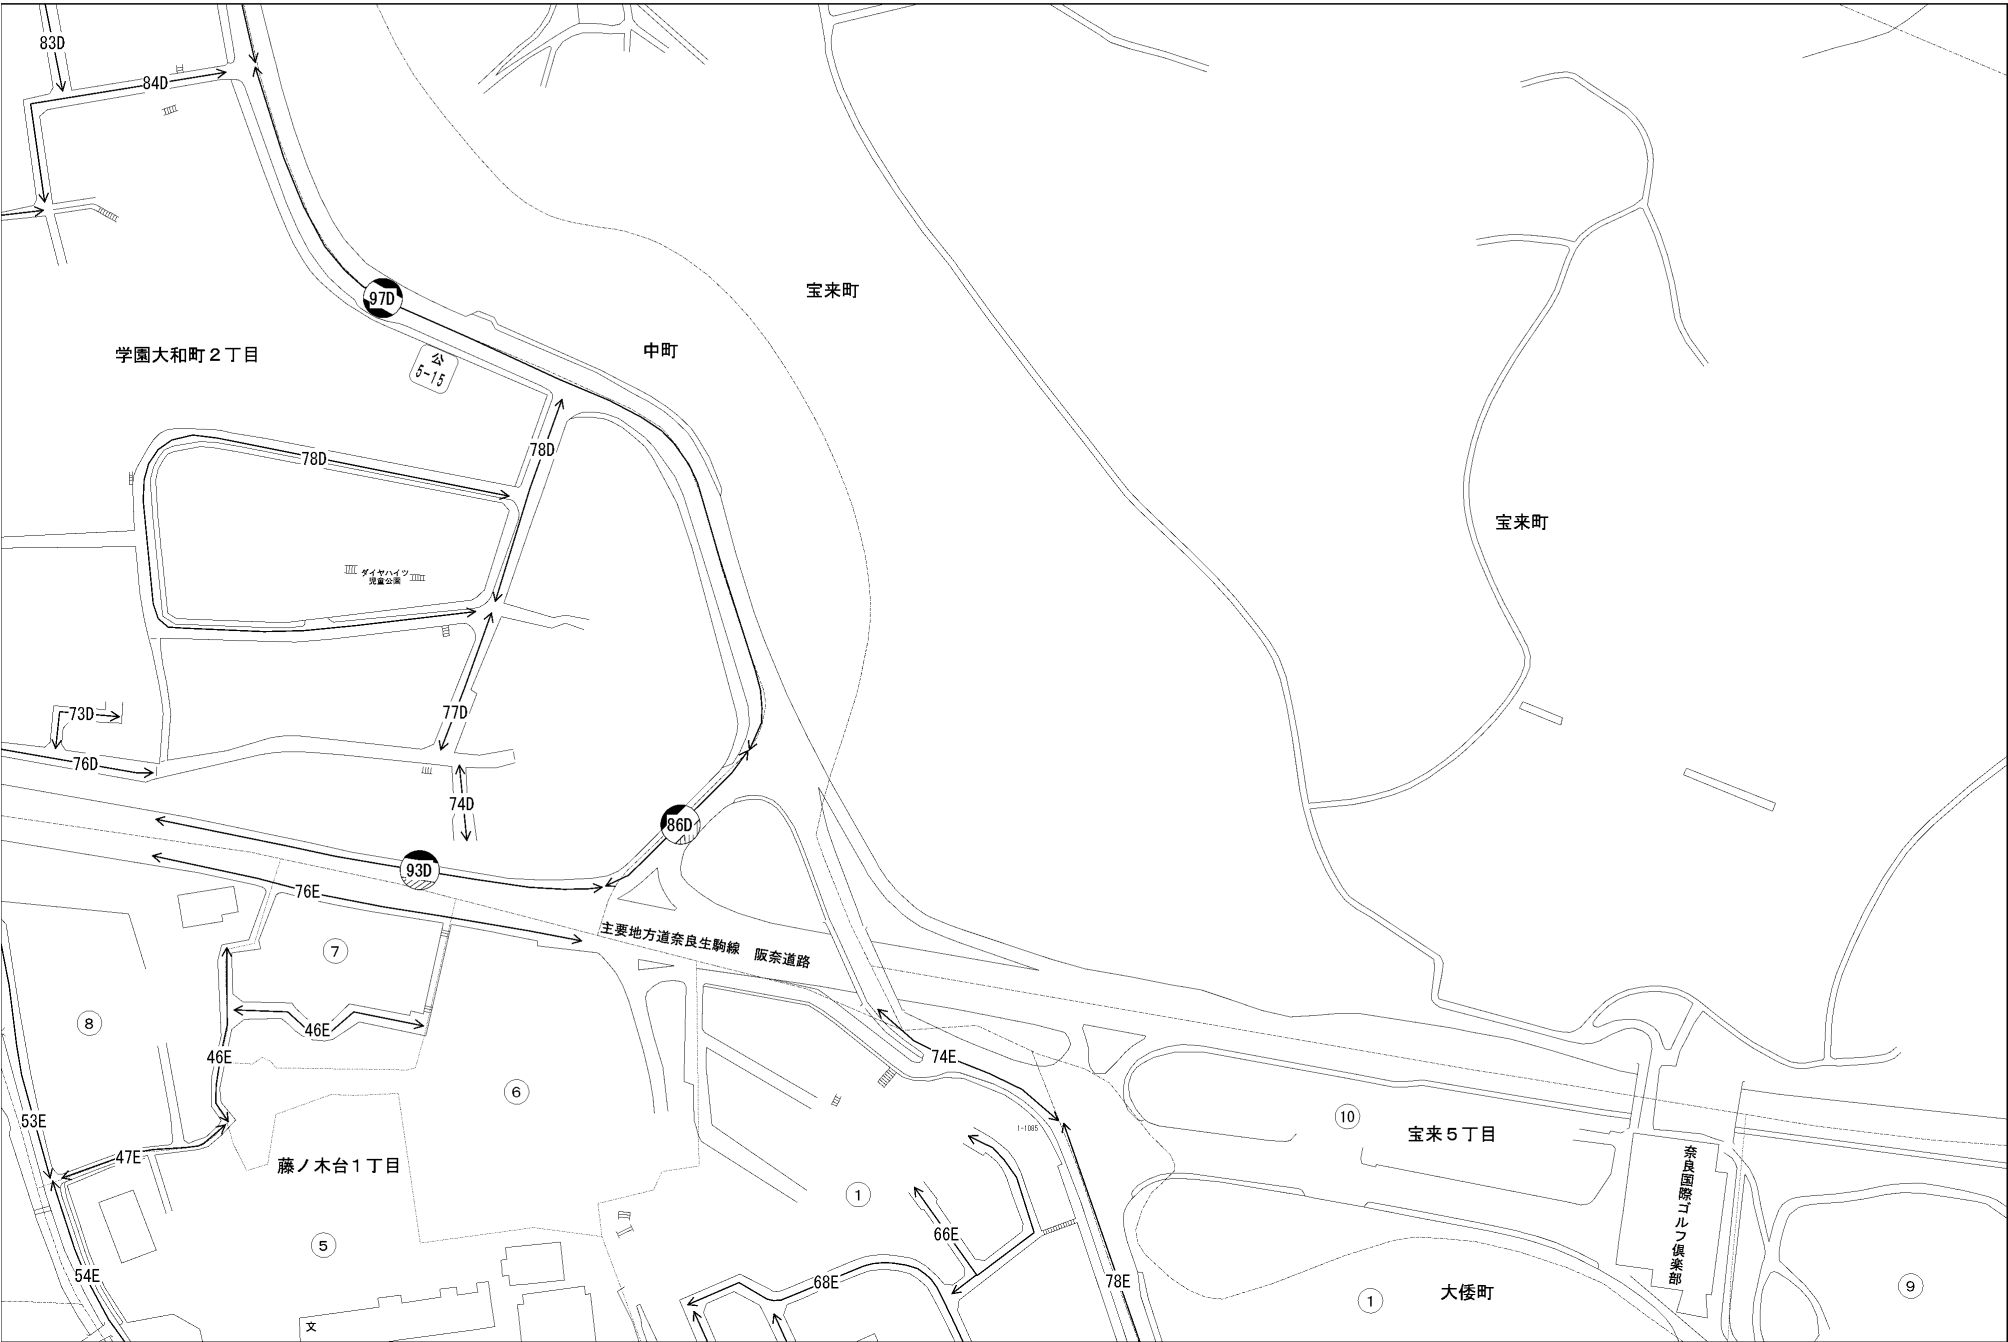 83D
84D
97D
宝来町
学園大和町２丁目
中町
公
5-15
78D
78D
宝来町
ダイヤハイツ
児童公園
73D
77D
76D
74D
86D
93D
76E
主要地方道奈良生駒線　阪奈道路
⑦
⑧
46E
46E
74E
⑥
53E
1-1085
⑩
宝来５丁目
47E
藤ノ木台１丁目
奈良国際ゴルフ倶楽部
①
66E
⑤
54E
68E
78E
大倭町
①
⑨
文